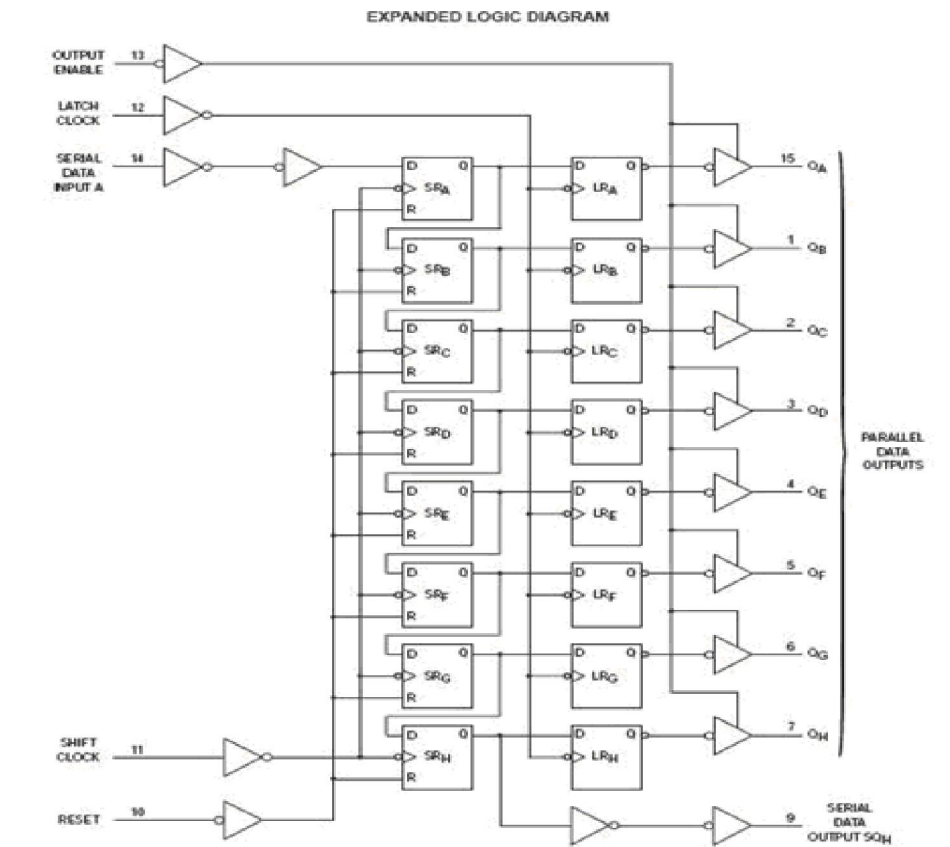 EXPANDED LOGIC DIAGRAM
OUTPUT
ENABLE
13
LATCH
CLOCK
12
SERIAL
DATA
INPUT A
14
D Q
SRA
R
D Q
LRA
15 QA
D Q
SRB
R
D Q
LRB
1 QB
D Q
SRC
R
D Q
LRC
2 QC
D Q
SRD
R
D Q
LRD
3 QD
PARALLEL
DATA
OUTPUTS
D Q
SRE
R
D Q
LRE
4 QE
D Q
SRF
R
D Q
LRF
5 QF
D Q
SRG
R
D Q
LRG
6 QG
D Q
SRH
R
D Q
LRH
7 QH
SHIFT
CLOCK
11
RESET
10
9
SERIAL
DATA
OUTPUT SQH